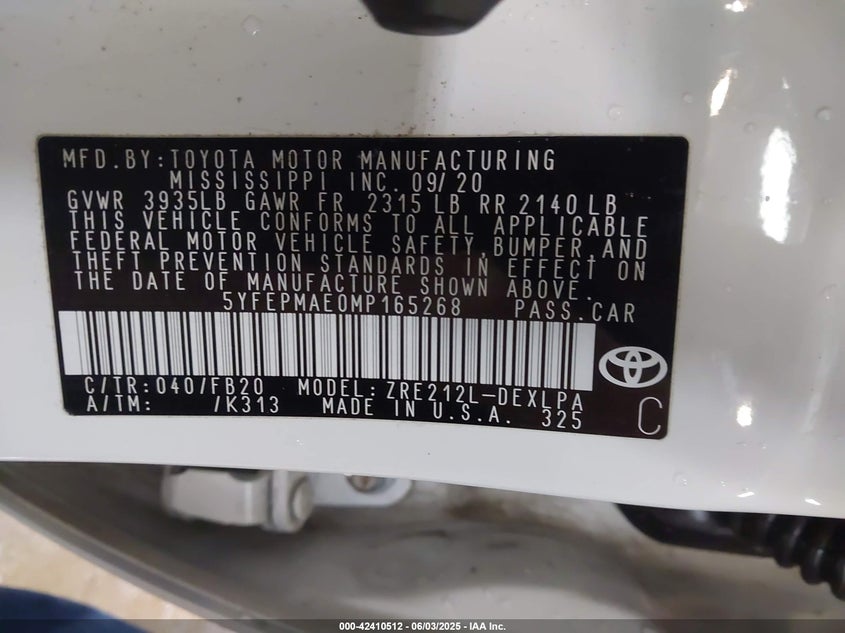 MFD.BY:TOYOTA MOTOR MANUFACTURING
MISSISSIPPI INC. 09/20
GVWR 3935LB GAWR FR 2315 LB RR 2140 LB
THIS VEHICLE CONFORMS TO ALL APPLICABLE
FEDERAL MOTOR VEHICLE SAFETY,BUMPER,AND
THEFT PREVENTION STANDARDS IN EFFECT ON
THE DATE OF MANUFACTURE SHOWN ABOVE.
5YFEPMAE0MP165268 PASS.CAR
C/TR:040/FB20 MODEL:ZRE212L-DEXLPA
A/TM: /K313 MADE IN U.S.A. 325
C
000-42410512 - 06/03/2025 - IAA Inc.